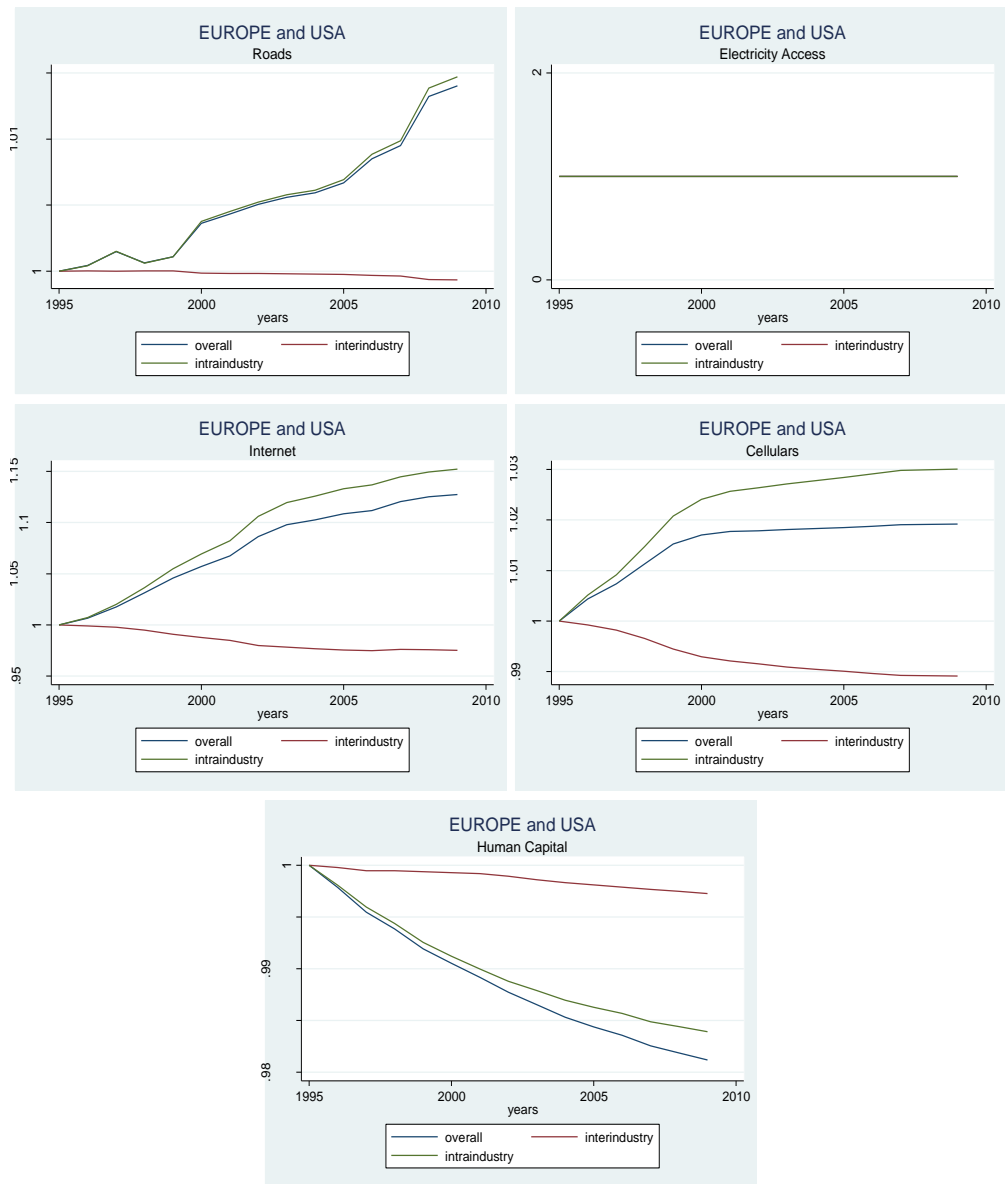 EUROPE and USA
Roads
1.01
1
1995 2000 2005 2010
years
overall interindustry
intraindustry
EUROPE and USA
Electricity Access
2
0
1995 2000 2005 2010
years
overall interindustry
intraindustry
EUROPE and USA
Internet
1.15
1.1
1.05
1
.95
1995 2000 2005 2010
years
overall interindustry
intraindustry
EUROPE and USA
Cellulars
1.03
1.02
1.01
1
.99
1995 2000 2005 2010
years
overall interindustry
intraindustry
EUROPE and USA
Human Capital
1
.99
.98
1995 2000 2005 2010
years
overall interindustry
intraindustry